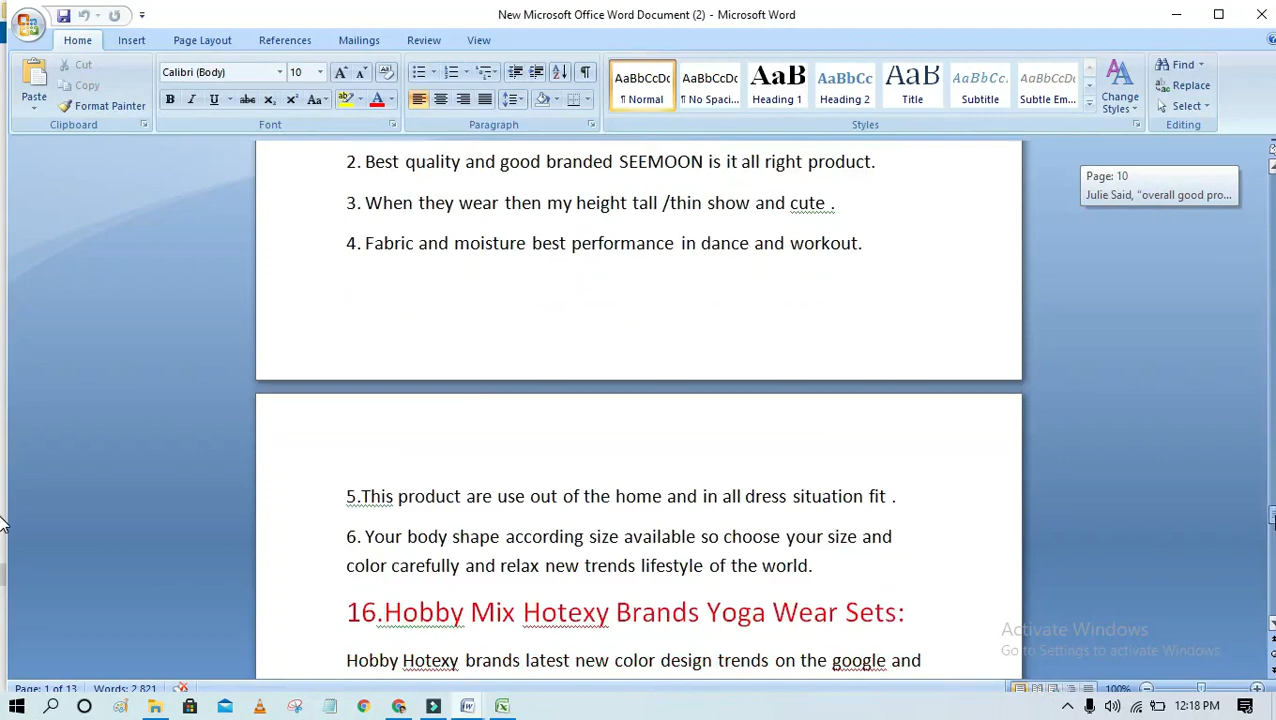 New Microsoft Office Word Document (2) - Microsoft Word
Home Insert Page Layout References Mailings Review View
Paste
Cut
Copy
Format Painter
Clipboard
Calibri (Body) 10
Font
Paragraph
AaBbCcDc AaBbCcDc AaB AaBbCc AaB AaBbCc. AaBbCcDc
¶ Normal ¶ No Spaci... Heading 1 Heading 2 Title Subtitle Subtle Em...
Styles
Change Styles
Find
Replace
Select
Editing
Page: 10
Julie Said, "overall good pro...
2. Best quality and good branded SEEMOON is it all right product.
3. When they wear then my height tall /thin show and cute .
4. Fabric and moisture best performance in dance and workout.
5.This product are use out of the home and in all dress situation fit .
6. Your body shape according size available so choose your size and
color carefully and relax new trends lifestyle of the world.
16.Hobby Mix Hotexy Brands Yoga Wear Sets:
Hobby Hotexy brands latest new color design trends on the google and
Activate Windows
Go to Settings to activate Windows.
Page: 1 of 13 Words: 2,821 100%
12:18 PM